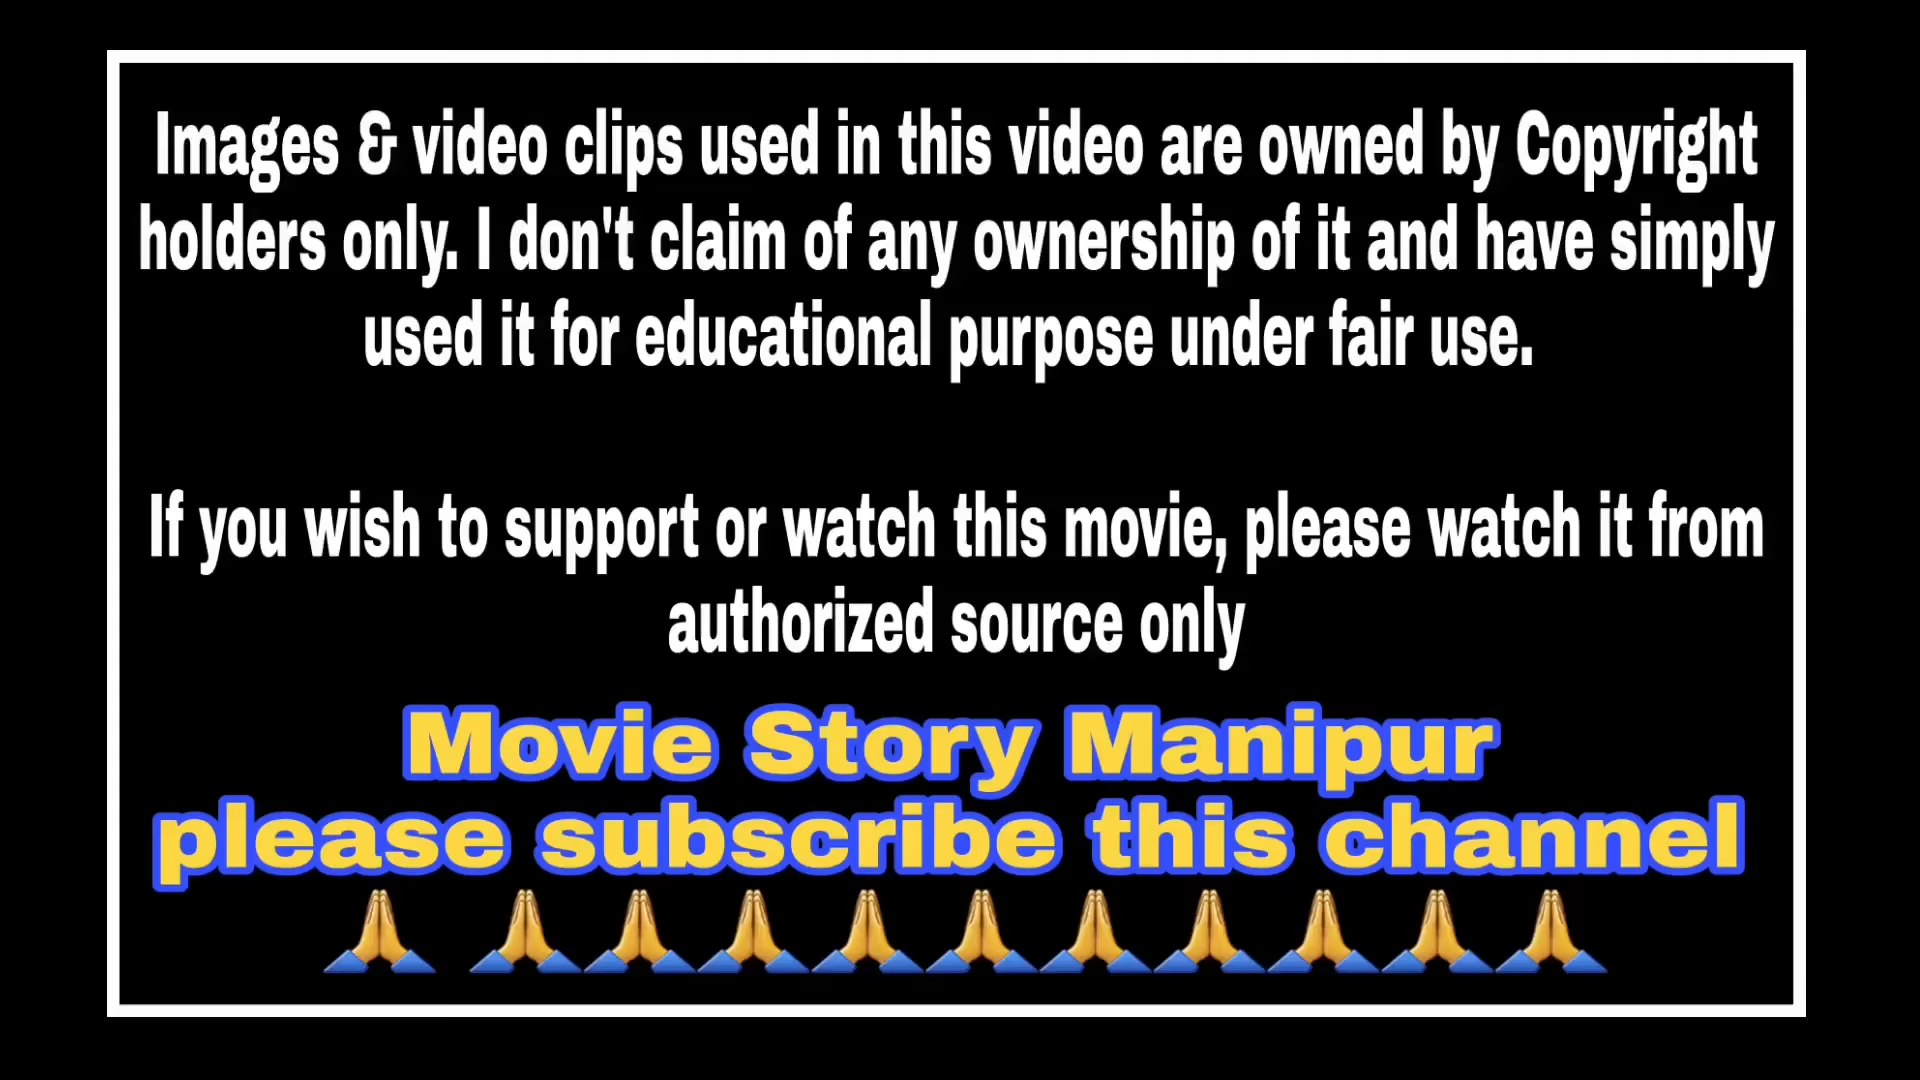 Images & video clips used in this video are owned by Copyright
holders only. I don't claim of any ownership of it and have simply
used it for educational purpose under fair use.
If you wish to support or watch this movie, please watch it from
authorized source only
Movie Story Manipur
please subscribe this channel
🙏 🙏🙏🙏🙏🙏🙏🙏🙏🙏🙏